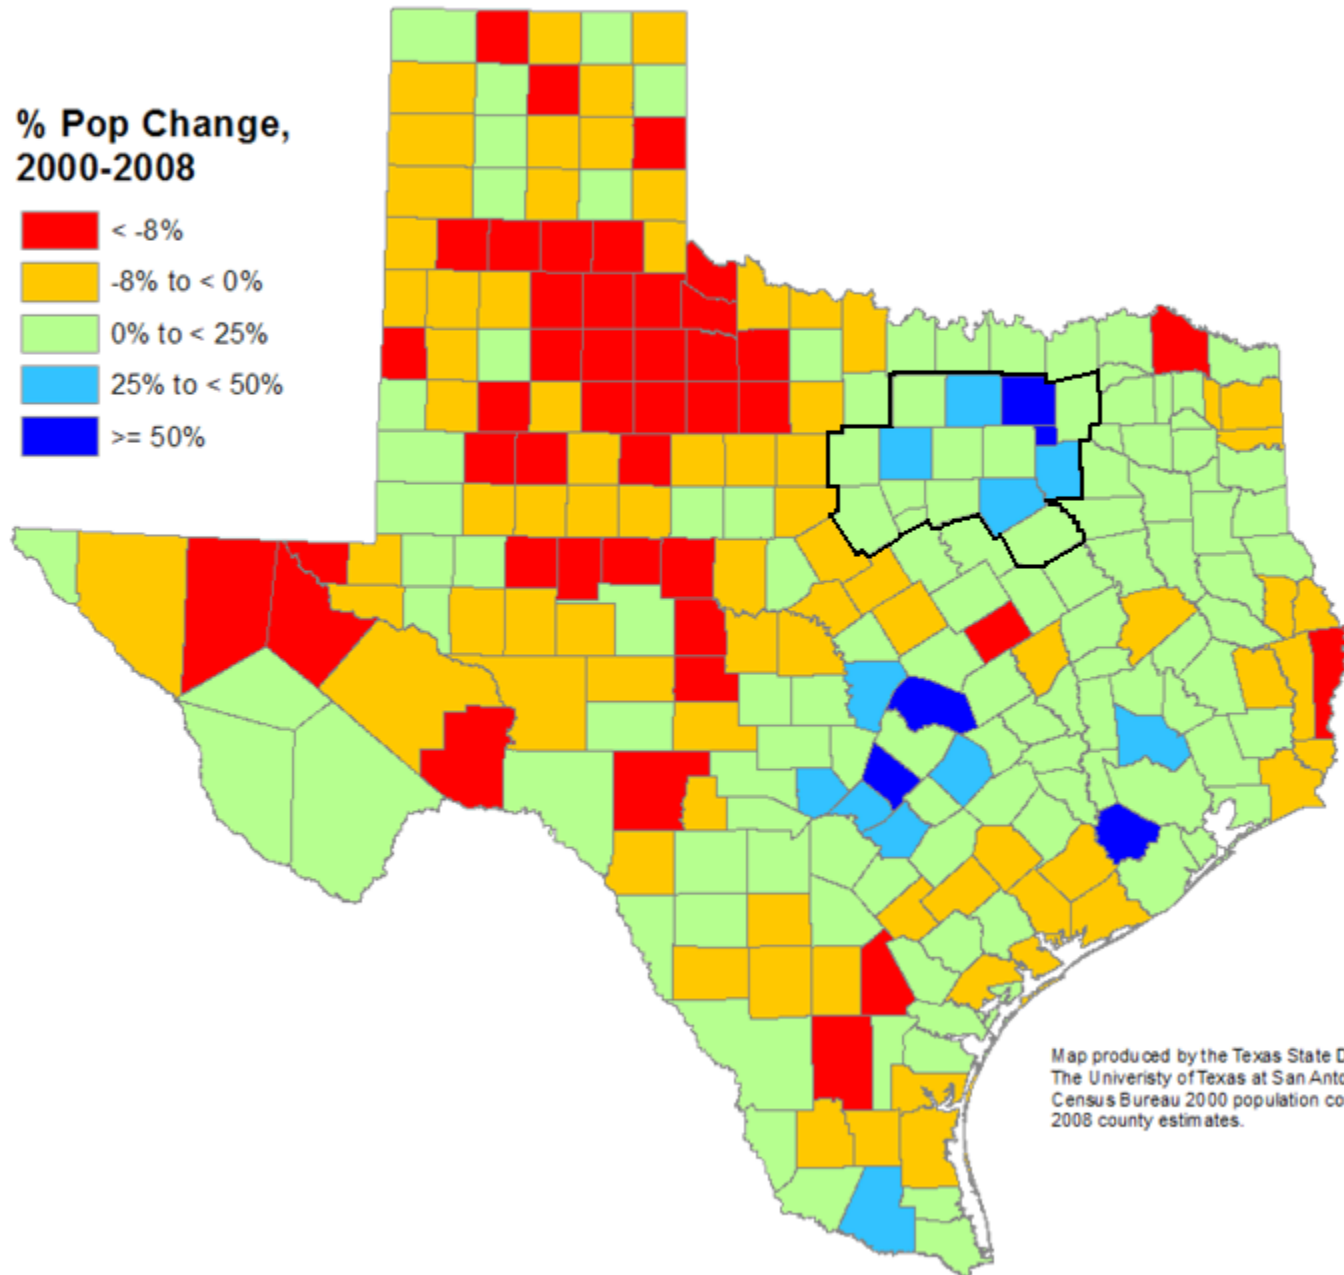 % Pop Change,
2000-2008
< -8%
-8% to < 0%
0% to < 25%
25% to < 50%
>= 50%
Map produced by the Texas State
The Univeristy of Texas at San
Census Bureau 2000 population
2008 county estimates.